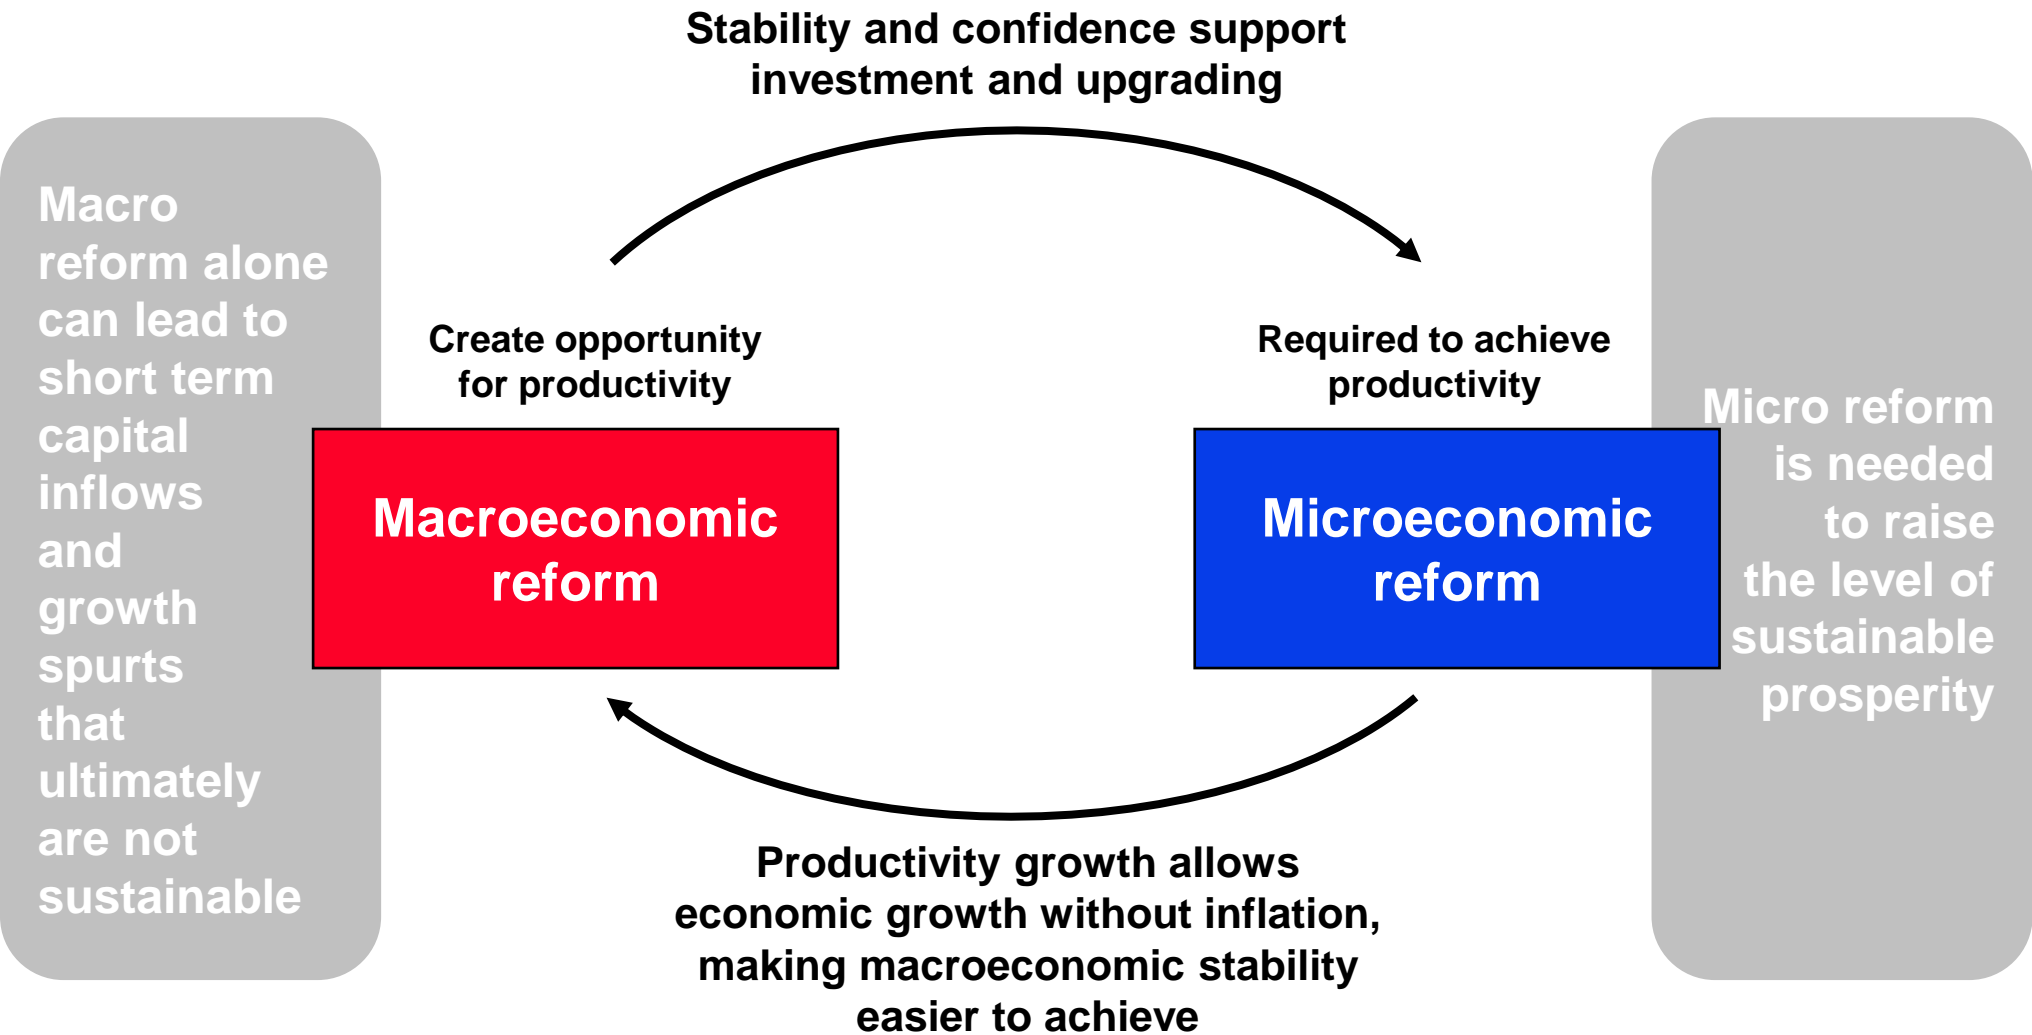 Stability and confidence support
investment and upgrading
Macro
reform alone
can lead to
short term
capital
inflows
and
growth
spurts
that
ultimately
are not
sustainable
Create opportunity
for productivity
Macroeconomic
reform
Required to achieve
productivity
Microeconomic
reform
Micro reform
is needed
to raise
the level of
sustainable
prosperity
Productivity growth allows
economic growth without inflation,
making macroeconomic stability
easier to achieve